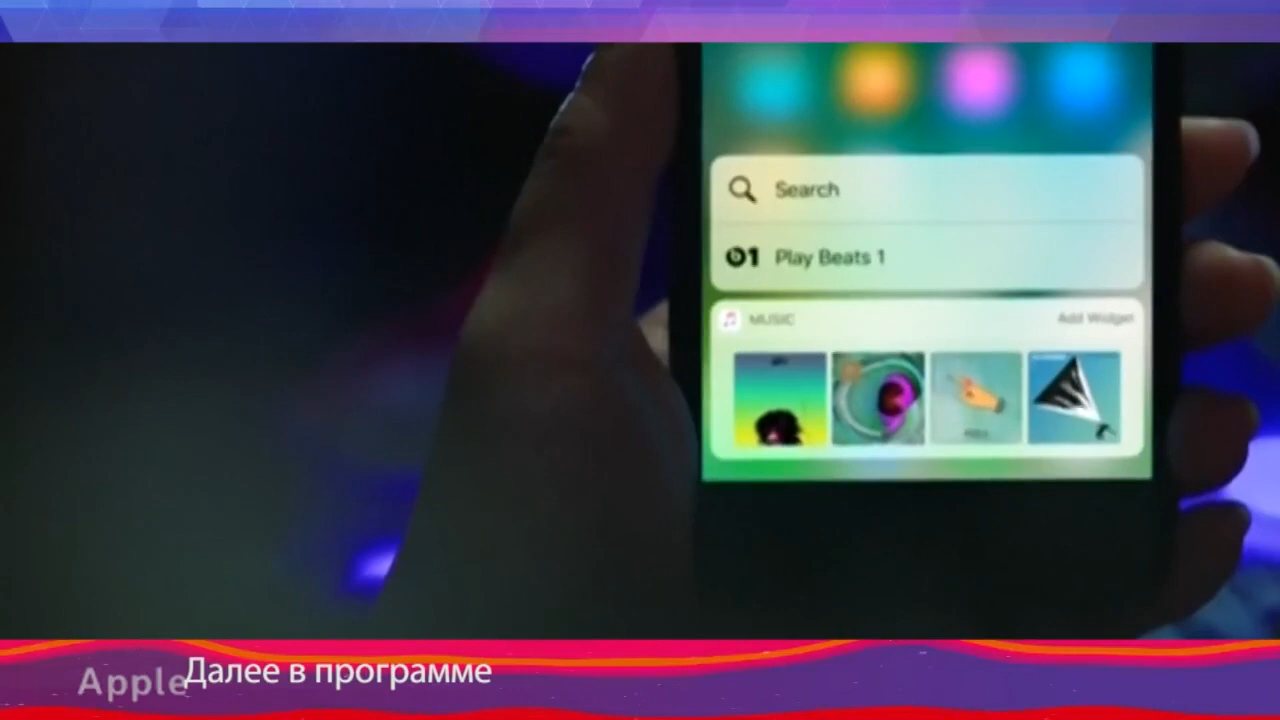 Search
Play Beats 1
MUSIC
Add Widget
Apple
Далее в программе